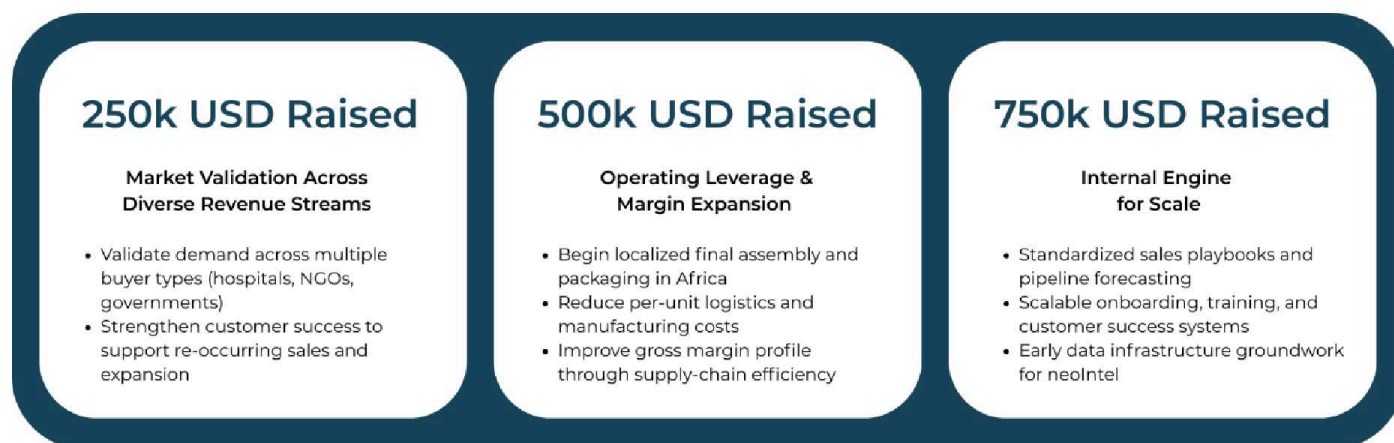 250k USD Raised
Market Validation Across
Diverse Revenue Streams
• Validate demand across multiple
buyer types (hospitals, NGOs,
governments)
• Strengthen customer success to
support re-occurring sales and
expansion
500k USD Raised
Operating Leverage &
Margin Expansion
• Begin localized final assembly and
packaging in Africa
• Reduce per-unit logistics and
manufacturing costs
• Improve gross margin profile
through supply-chain efficiency
750k USD Raised
Internal Engine
for Scale
• Standardized sales playbooks and
pipeline forecasting
• Scalable onboarding, training, and
customer success systems
• Early data infrastructure groundwork
for neoIntel